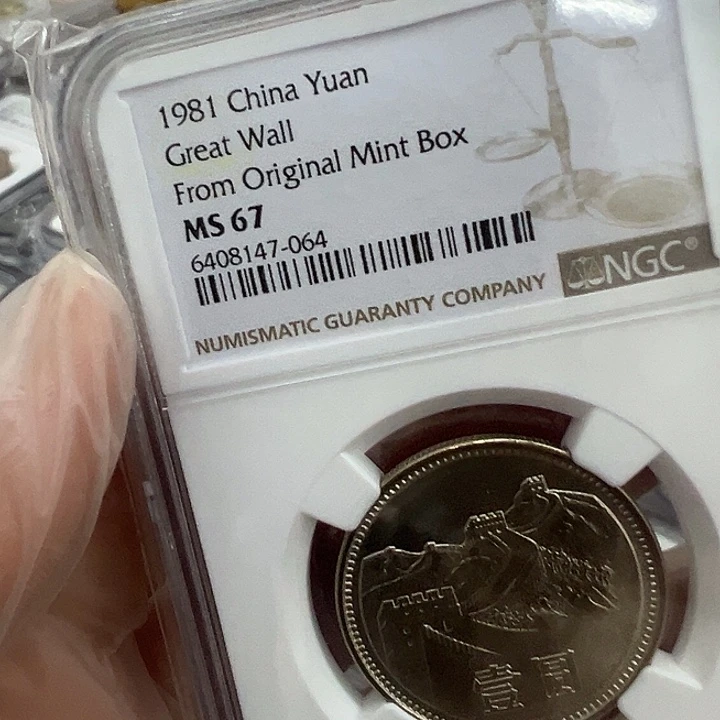 1981 China Yuan
Great Wall
From Original Mint Box
MS 67
6408147-064
NGC®
NUMISMATIC GUARANTY COMPANY
壹圆